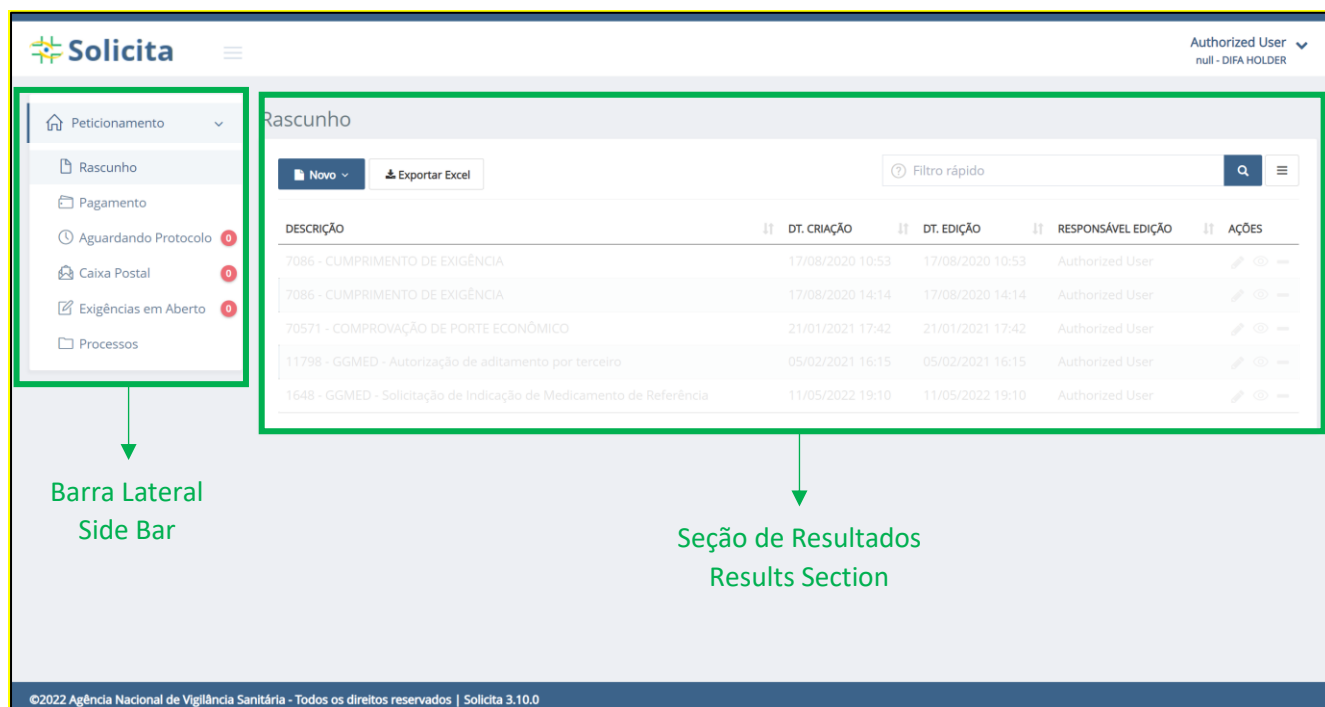 Solicita
Authorized User
null - DIFA HOLDER
Peticionamento
Rascunho
Pagamento
Aguardando Protocolo 0
Caixa Postal 0
Exigências em Aberto 0
Processos
Rascunho
Novo
Exportar Excel
Filtro rápido
DESCRIÇÃO DT. CRIAÇÃO DT. EDIÇÃO RESPONSÁVEL EDIÇÃO AÇÕES
7086 - CUMPRIMENTO DE EXIGÊNCIA 17/08/2020 10:53 17/08/2020 10:53 Authorized User
7086 - CUMPRIMENTO DE EXIGÊNCIA 17/08/2020 14:14 17/08/2020 14:14 Authorized User
70571 - COMPROVAÇÃO DE PORTE ECONÔMICO 21/01/2021 17:42 21/01/2021 17:42 Authorized User
11798 - GGMED - Autorização de aditamento por terceiro 05/02/2021 16:15 05/02/2021 16:15 Authorized User
1648 - GGMED - Solicitação de Indicação de Medicamento de Referência 11/05/2022 19:10 11/05/2022 19:10 Authorized User
Barra Lateral
Side Bar
Seção de Resultados
Results Section
©2022 Agência Nacional de Vigilância Sanitária - Todos os direitos reservados | Solicita 3.10.0